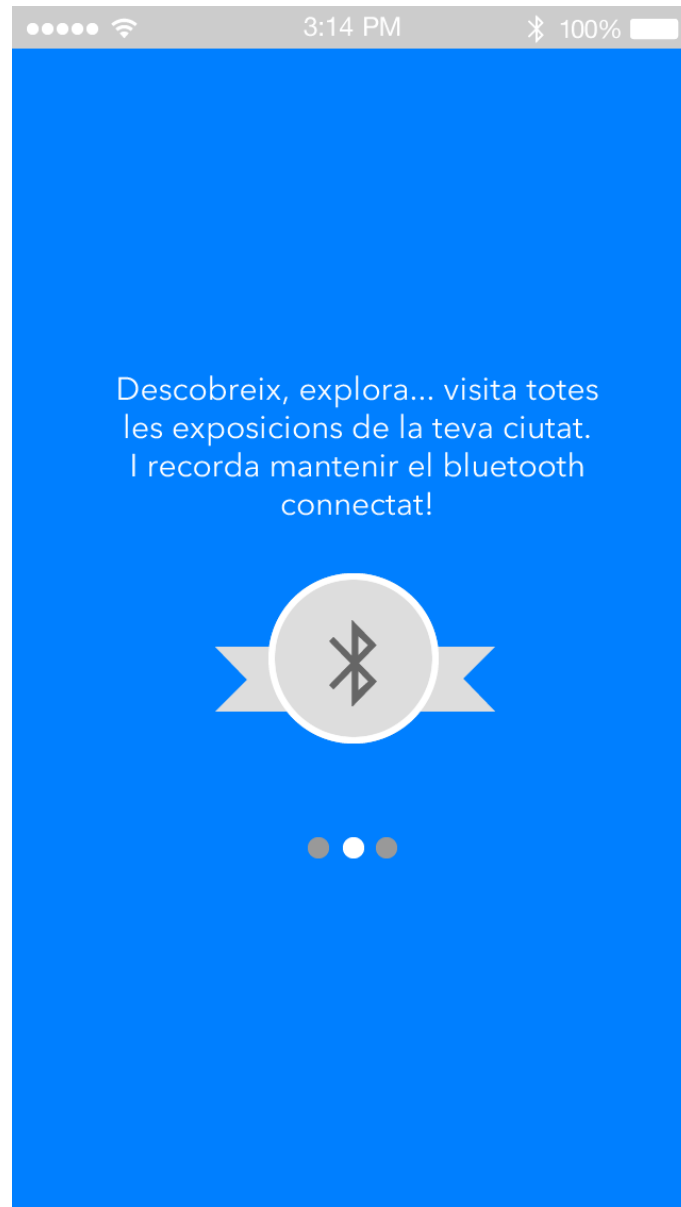 3:14 PM 100%
Descobreix, explora... visita totes
les exposicions de la teva ciutat.
I recorda mantenir el bluetooth
connectat!